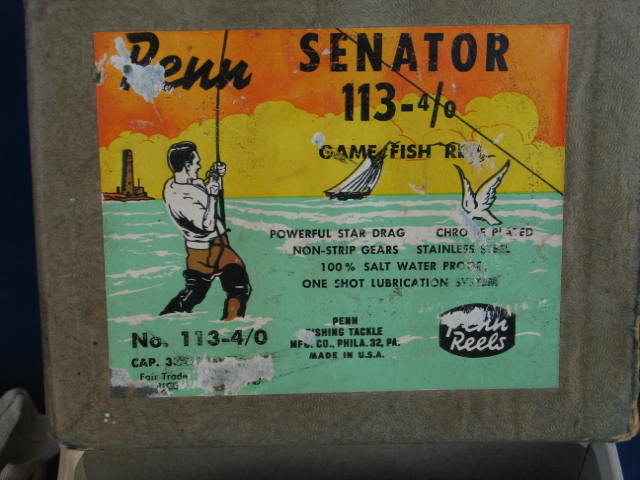 Penn SENATOR
113-4/0
GAME FISH
POWERFUL STAR DRAG CHROME PLATED
NON-STRIP GEARS STAINLESS STEEL
100% SALT WATER PROOF,
ONE SHOT LUBRICATION SYSTEM
No. 113-4/0
CAP.
Fair Trade
PENN
FISHING TACKLE
MFG. CO., PHILA. 32, PA.
MADE IN U.S.A.
Penn
Reels